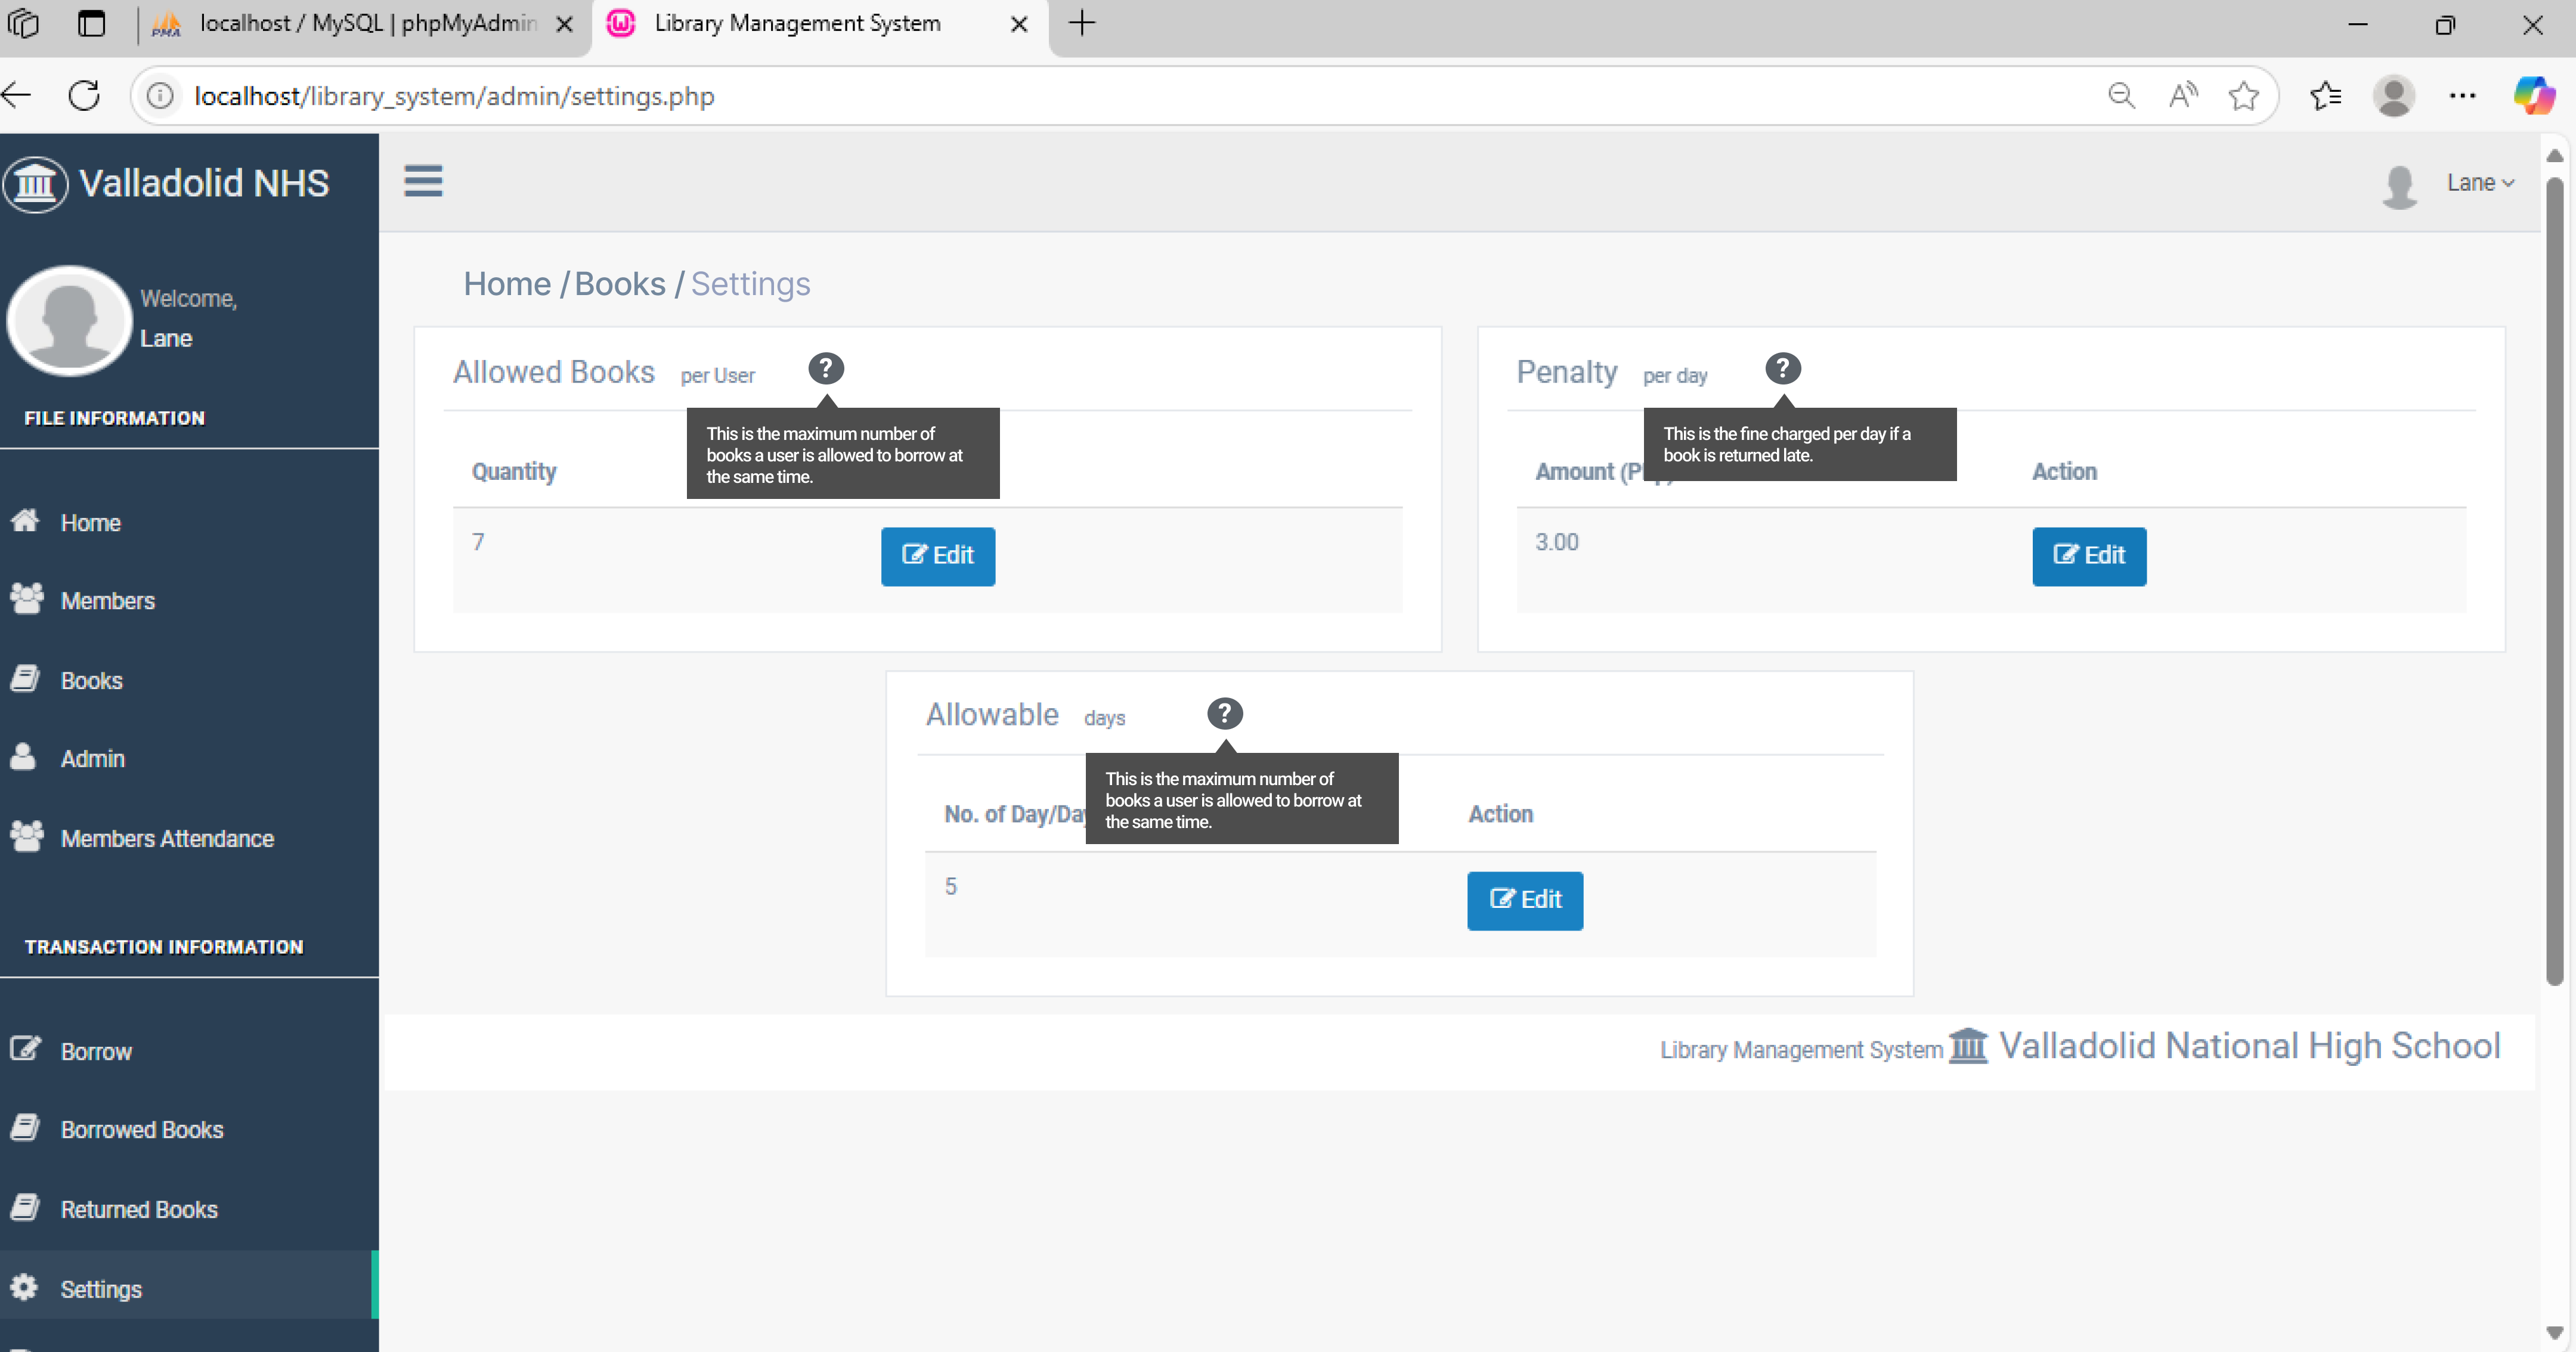 localhost / MySQL | phpMyAdmin
Library Management System
localhost/library_system/admin/settings.php
Valladolid NHS
Lane
Welcome,
Lane
FILE INFORMATION
Home
Members
Books
Admin
Members Attendance
TRANSACTION INFORMATION
Borrow
Borrowed Books
Returned Books
Settings
Home / Books / Settings
Allowed Books per User ?
This is the maximum number of
books a user is allowed to borrow at
the same time.
Quantity
7 Edit
Penalty per day ?
This is the fine charged per day if a
book is returned late.
Amount Action
3.00 Edit
Allowable days ?
This is the maximum number of
books a user is allowed to borrow at
the same time.
No. of Day/ Action
5 Edit
Library Management System Valladolid National High School